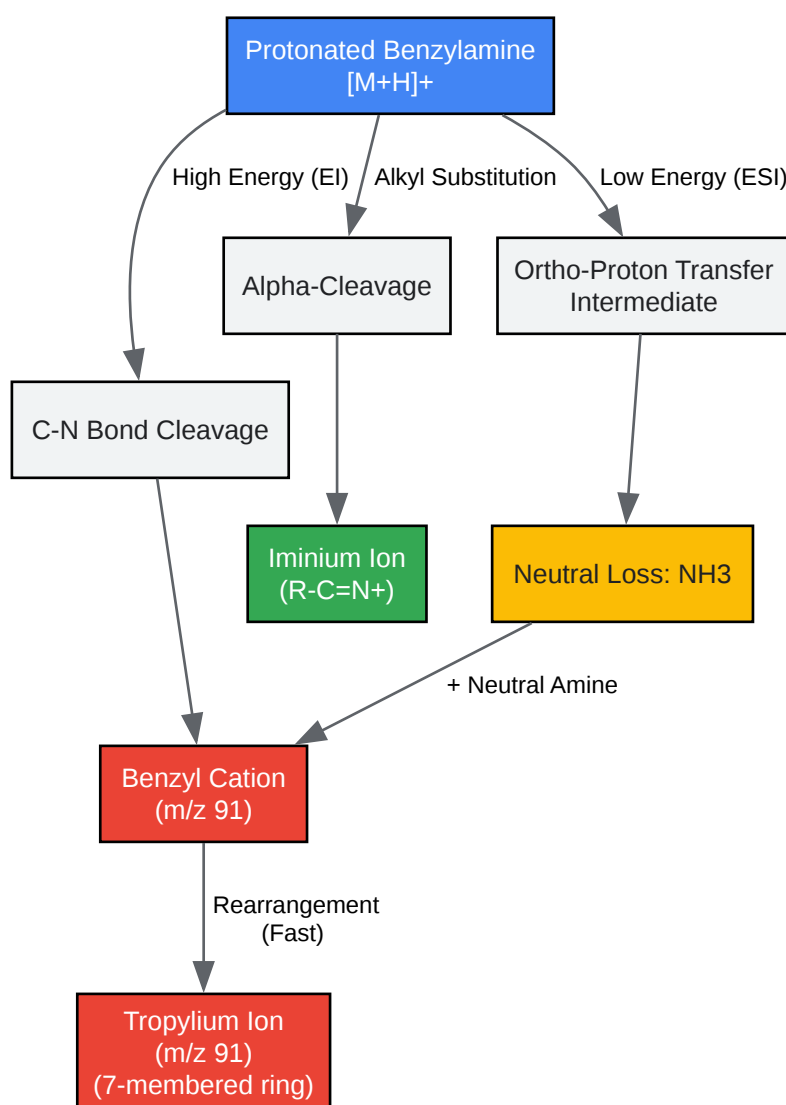 Protonated Benzylamine
[M+H]+
High Energy (EI)
Alkyl Substitution
Low Energy (ESI)
Alpha-Cleavage
Ortho-Proton Transfer
Intermediate
C-N Bond Cleavage
Iminium Ion
(R-C=N+)
Neutral Loss: NH3
+ Neutral Amine
Benzyl Cation
(m/z 91)
Rearrangement
(Fast)
Tropylium Ion
(m/z 91)
(7-membered ring)